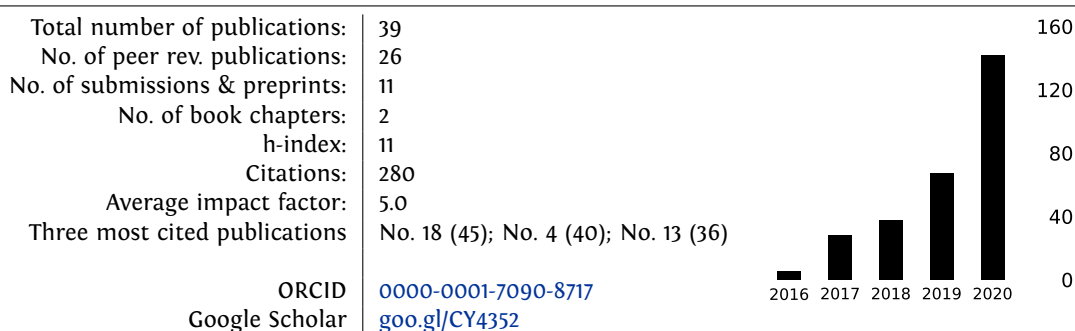 Total number of publications: 39
No. of peer rev. publications: 26
No. of submissions & preprints: 11
No. of book chapters: 2
h-index: 11
Citations: 280
Average impact factor: 5.0
Three most cited publications No. 18 (45); No. 4 (40); No. 13 (36)
ORCID 0000-0001-7090-8717
Google Scholar goo.gl/CY4352
160
120
80
40
0
2016 2017 2018 2019 2020